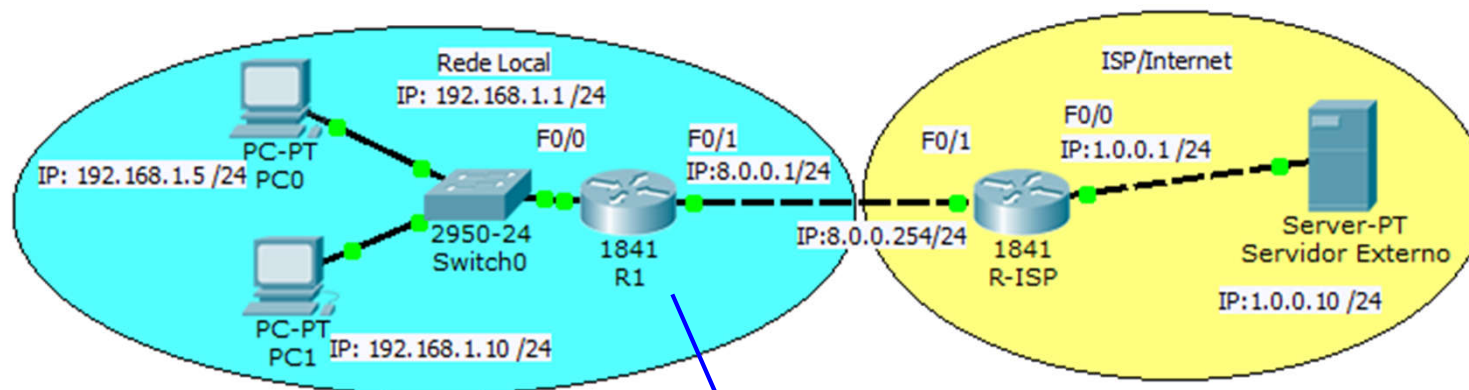 Rede Local
IP: 192.168.1.1 /24
PC-PT
PC0
IP: 192.168.1.5 /24
F0/0
F0/1
IP:8.0.0.1/24
2950-24
Switch0
1841
R1
PC-PT
PC1
IP: 192.168.1.10 /24
ISP/Internet
F0/1
F0/0
IP:1.0.0.1 /24
IP:8.0.0.254/24
1841
R-ISP
Server-PT
Servidor Externo
IP:1.0.0.10 /24